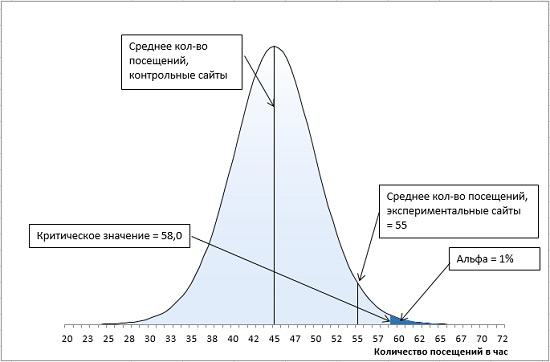 Среднее кол-во
посещений,
контрольные сайты
Среднее кол-во посещений,
экспериментальные сайты
= 55
Критическое значение = 58,0
Альфа = 1%
20 22 25 27 30 32 35 37 40 42 45 47 50 52 55 57 60 62 65 67 70 72
Количество посещений в час